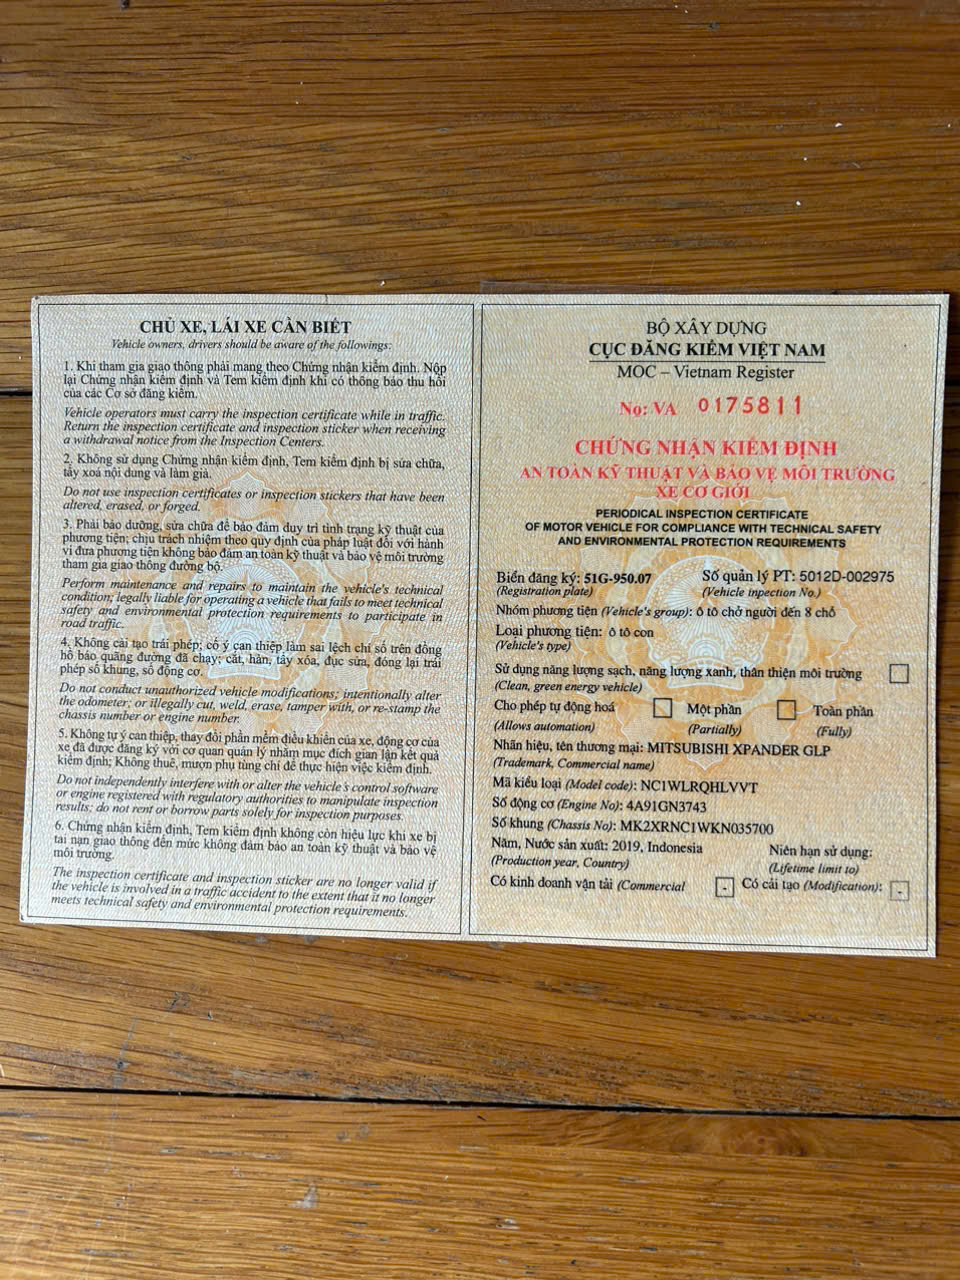 CHỦ XE, LÁI XE CẦN BIẾT
Vehicle owners, drivers should be aware of the followings:
1. Khi tham gia giao thông phải mang theo Chứng nhận kiểm định. Nộp
lại Chứng nhận kiểm định và Tem kiểm định khi có thông báo thu hồi
của các Cơ sở đăng kiểm.
Vehicle operators must carry the inspection certificate while in traffic.
Return the inspection certificate and inspection sticker when receiving
a withdrawal notice from the Inspection Centers.
2. Không sử dụng Chứng nhận kiểm định, Tem kiểm định bị sửa chữa,
tẩy xoá nội dung và làm giả.
Do not use inspection certificates or inspection stickers that have been
altered, erased, or forged.
3. Phải bảo dưỡng, sửa chữa để bảo đảm duy trì tình trạng kỹ thuật của
phương tiện; chịu trách nhiệm theo quy định của pháp luật đối với hành
vi đưa phương tiện không bảo đảm an toàn kỹ thuật và bảo vệ môi trường
tham gia giao thông đường bộ.
Perform maintenance and repairs to maintain the vehicle's technical
condition; legally liable for operating a vehicle that fails to meet technical
safety and environmental protection requirements to participate in
road traffic.
4. Không cải tạo trái phép; cố ý can thiệp làm sai lệch chỉ số trên đồng
hồ báo quãng đường đã chạy; cắt, hàn, tẩy xóa, đục sửa, đóng lại trái
phép số khung, số động cơ.
Do not conduct unauthorized vehicle modifications; intentionally alter
the odometer; or illegally cut, weld, erase, tamper with, or re-stamp the
chassis number or engine number.
5. Không tự ý can thiệp, thay đổi phần mềm điều khiển của xe, động cơ của
xe đã được đăng ký với cơ quan quản lý nhằm mục đích gian lận kết quả
kiểm định; Không thuê, mượn phụ tùng chỉ để thực hiện việc kiểm định.
Do not independently interfere with or alter the vehicle's control software
or engine registered with regulatory authorities to manipulate inspection
results; do not rent or borrow parts solely for inspection purposes.
6. Chứng nhận kiểm định, Tem kiểm định không còn hiệu lực khi xe bị
tai nạn giao thông đến mức không đảm bảo an toàn kỹ thuật và bảo vệ
môi trường.
The inspection certificate and inspection sticker are no longer valid if
the vehicle is involved in a traffic accident to the extent that it no longer
meets technical safety and environmental protection requirements.
BỘ XÂY DỰNG
CỤC ĐĂNG KIỂM VIỆT NAM
MOC – Vietnam Register
No: VA 0175811
CHỨNG NHẬN KIỂM ĐỊNH
AN TOÀN KỸ THUẬT VÀ BẢO VỆ MÔI TRƯỜNG
XE CƠ GIỚI
PERIODICAL INSPECTION CERTIFICATE
OF MOTOR VEHICLE FOR COMPLIANCE WITH TECHNICAL SAFETY
AND ENVIRONMENTAL PROTECTION REQUIREMENTS
Biển đăng ký: 51G-950.07 Số quản lý PT: 5012D-002975
(Registration plate) (Vehicle inpection No.)
Nhóm phương tiện (Vehicle's group): ô tô chở người đến 8 chỗ
Loại phương tiện: ô tô con
(Vehicle's type)
Sử dụng năng lượng sạch, năng lượng xanh, thân thiện môi trường
(Clean, green energy vehicle)
Cho phép tự động hoá Một phần Toàn phần
(Allows automation) (Partially) (Fully)
Nhãn hiệu, tên thương mại: MITSUBISHI XPANDER GLP
(Trademark, Commercial name)
Mã kiểu loại (Model code): NC1WLRQHLVVT
Số động cơ (Engine No): 4A91GN3743
Số khung (Chassis No): MK2XRNC1WKN035700
Năm, Nước sản xuất: 2019, Indonesia Niên hạn sử dụng:
(Production year, Country) (Lifetime limit to)
Có kinh doanh vận tải (Commercial - Có cải tạo (Modification): -